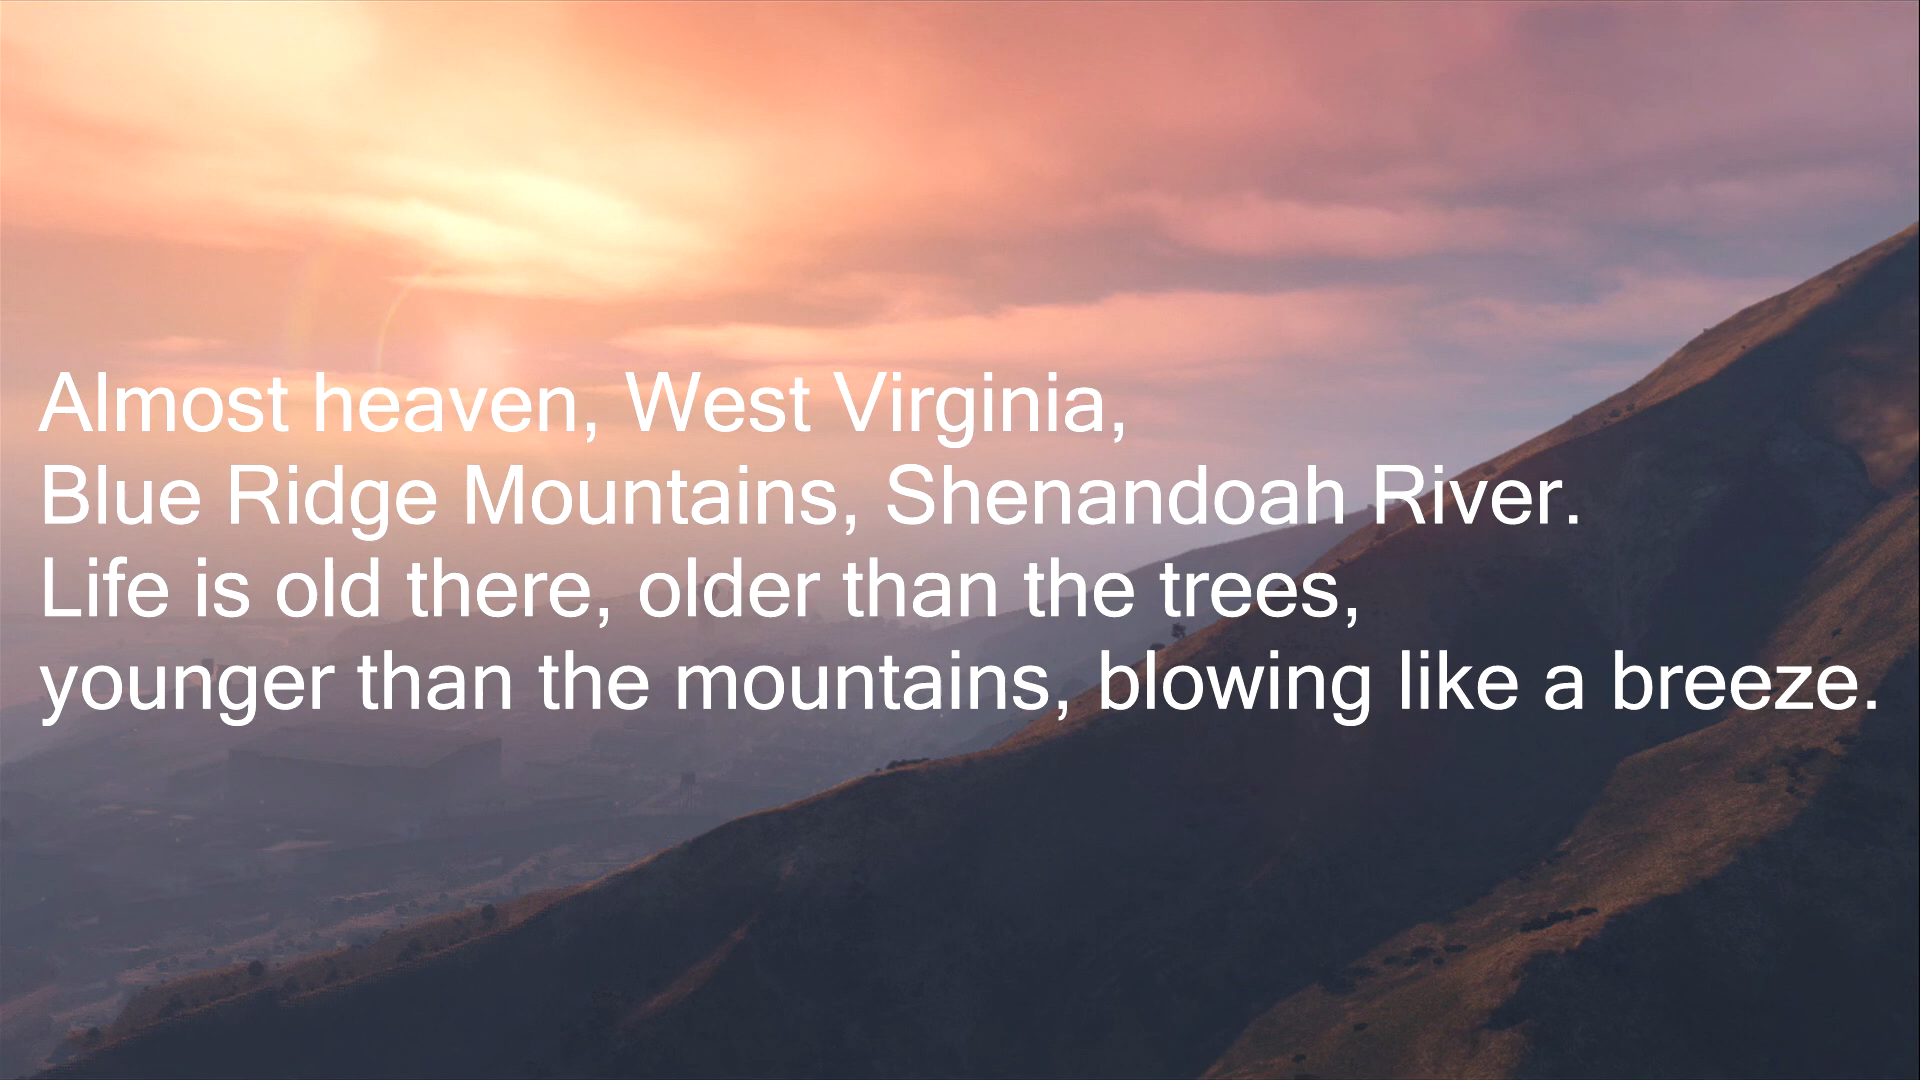 Almost heaven, West Virginia,
Blue Ridge Mountains, Shenandoah River.
Life is old there, older than the trees,
younger than the mountains, blowing like a breeze.